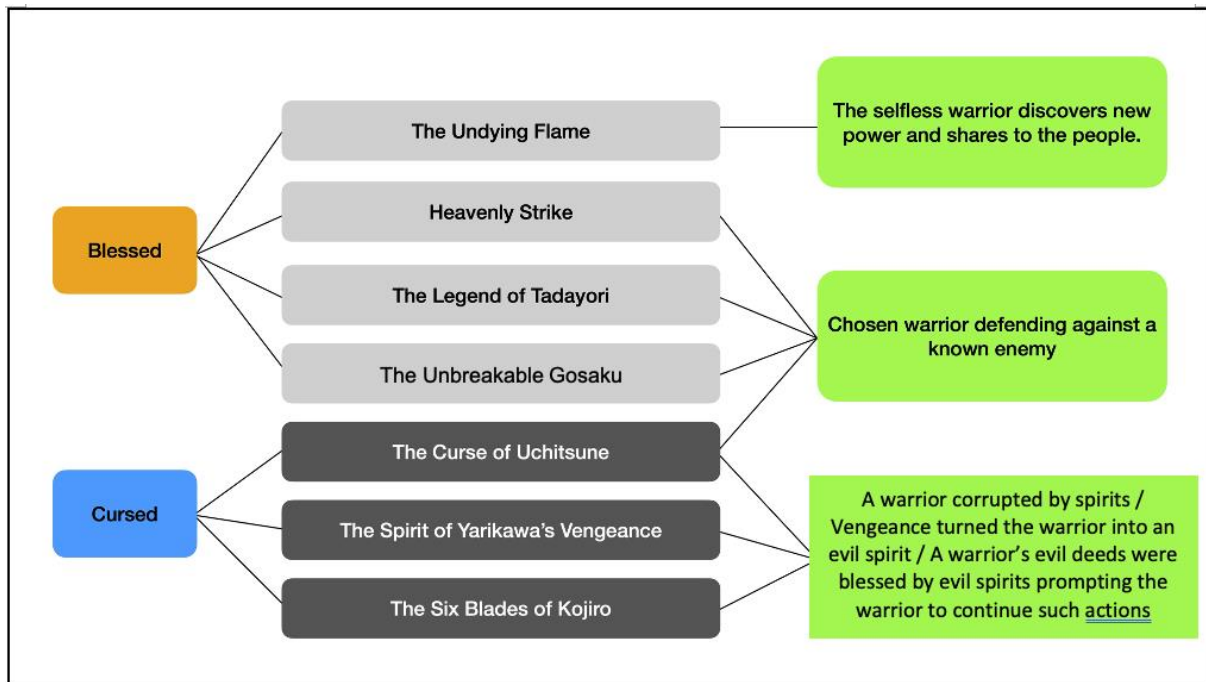 The Undying Flame
The selfless warrior discovers new
power and shares to the people.
Heavenly Strike
Blessed
The Legend of Tadayori
Chosen warrior defending against a
known enemy
The Unbreakable Gosaku
The Curse of Uchitsune
Cursed
The Spirit of Yarikawa’s Vengeance
The Six Blades of Kojiro
A warrior corrupted by spirits /
Vengeance turned the warrior into an
evil spirit / A warrior’s evil deeds were
blessed by evil spirits prompting the
warrior to continue such actions